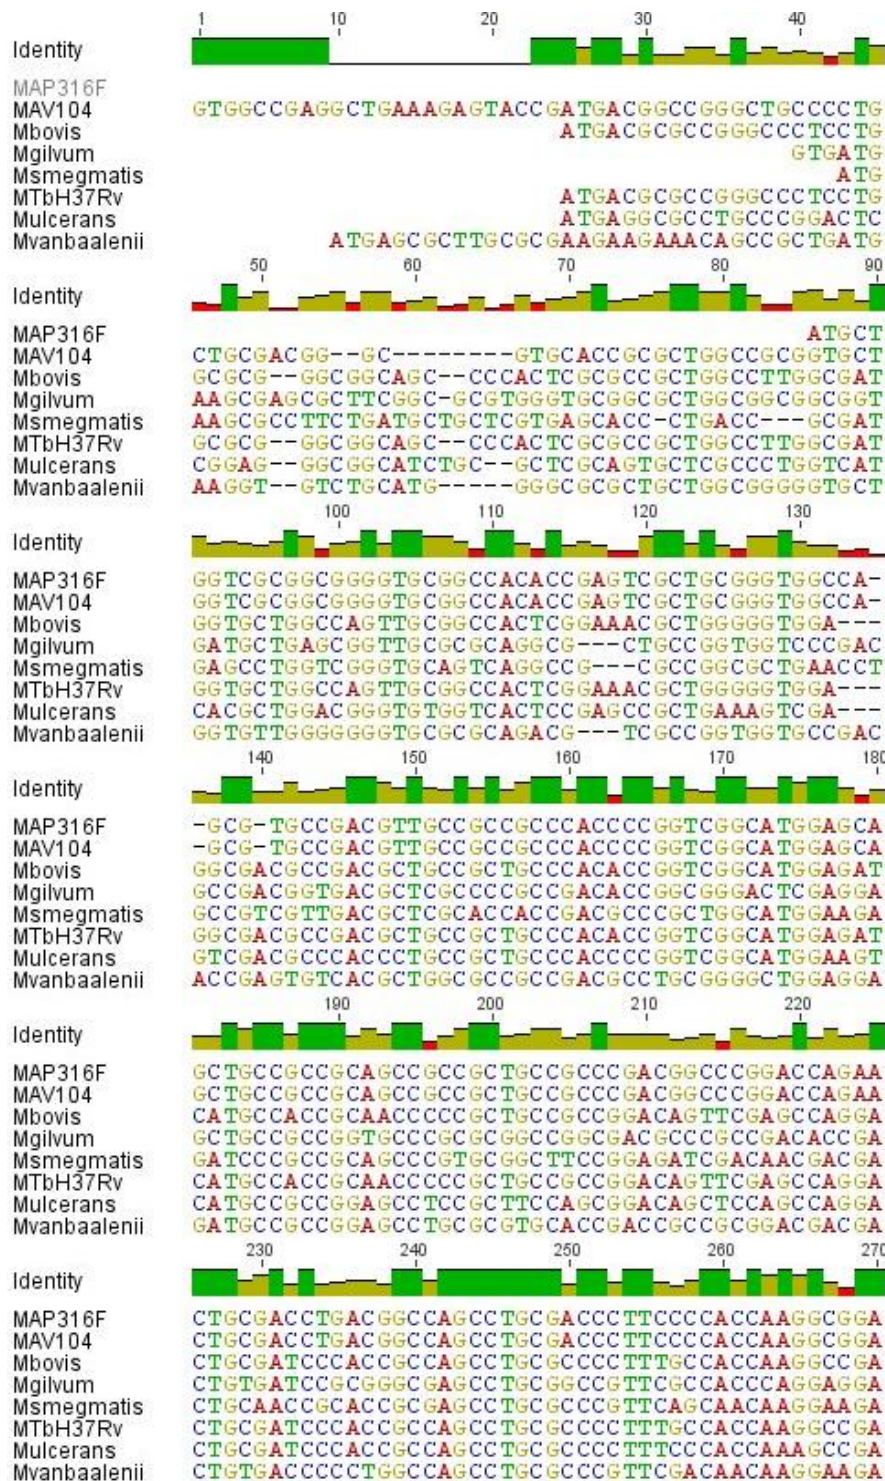 1 10 20 30 40
Identity
MAP316F
MAV104 GTGGCCGAGGCTGAAAGAGTACCGATGACGGCCGGGCTGCCCCTG
Mbovis ATGACGCGCCGGGCCCTCCTG
Mgilvum GTGATG
Msmegmatis ATG
MTbH37Rv ATGACGCGCCGGGCCCTCCTG
Mulcerans ATGAGGCGCCTGCCCGGACTC
Mvanbaalenii ATGAGCGCTTGCGCGAAGAAGAAACAGCCGCTGATG
50 60 70 80 90
Identity
MAP316F ATGCT
MAV104 CTGCGACGG--GC--------GTGCACCGCGCTGGCCGCGGTGCT
Mbovis GCGCG--GGCGGCAGC--CCCACTCGCGCCGCTGGCCTTGGCGAT
Mgilvum AAGCGAGCGCTTCGGC-GCGTGGGTGCGGCGCTGGCGGCGGCGGT
Msmegmatis AAGCGCCTTCTGATGCTGCTCGTGAGCACC-CTGACC---GCGAT
MTbH37Rv GCGCG--GGCGGCAGC--CCCACTCGCGCCGCTGGCCTTGGCGAT
Mulcerans CGGAG--GGCGGCATCTGC--GCTCGCAGTGCTCGCCCTGGTCAT
Mvanbaalenii AAGGT--GTCTGCATG-----GGGCGCGCTGCTGGCGGGGGTGCT
100 110 120 130
Identity
MAP316F GGTCGCGGCGGGGTGCGGCCACACCGAGTCGCTGCGGGTGGCCA-
MAV104 GGTCGCGGCGGGGTGCGGCCACACCGAGTCGCTGCGGGTGGCCA-
Mbovis GGTGCTGGCCAGTTGCGGCCACTCGGAAACGCTGGGGGTGGA---
Mgilvum GATGCTGAGCGGTTGCGCGCAGGCG---CTGCCGGTGGTCCCGAC
Msmegmatis GAGCCTGGTCGGGTGCAGTCAGGCCG---CGCCGGCGCTGAACCT
MTbH37Rv GGTGCTGGCCAGTTGCGGCCACTCGGAAACGCTGGGGGTGGA---
Mulcerans CACGCTGGACGGGTGTGGTCACTCCGAGCCGCTGAAAGTCGA---
Mvanbaalenii GGTGTTGGGGGGGTGCGCGCAGACG---TCGCCGGTGGTGCCGAC
140 150 160 170 180
Identity
MAP316F -GCG-TGCCGACGTTGCCGCCGCCCACCCCGGTCGGCATGGAGCA
MAV104 -GCG-TGCCGACGTTGCCGCCGCCCACCCCGGTCGGCATGGAGCA
Mbovis GGCGACGCCGACGCTGCCGCTGCCCACACCGGTCGGCATGGAGAT
Mgilvum GCCGACGGTGACGCTCGCCCCGCCGACACCGGCGGGACTCGAGGA
Msmegmatis GCCGTCGTTGACGCTCGCACCACCGACGCCCGCTGGCATGGAAGA
MTbH37Rv GGCGACGCCGACGCTGCCGCTGCCCACACCGGTCGGCATGGAGAT
Mulcerans GTCGACGCCCACCCTGCCGCTGCCCACCCCGGTCGGCATGGAAGT
Mvanbaalenii ACCGAGTGTCACGCTGGCGCCGCCGACGCCTGCGGGGCTGGAGGA
190 200 210 220
Identity
MAP316F GCTGCCGCCGCAGCCGCCGCTGCCGCCCGACGGCCCGGACCAGAA
MAV104 GCTGCCGCCGCAGCCGCCGCTGCCGCCCGACGGCCCGGACCAGAA
Mbovis CATGCCACCGCAACCCCCGCTGCCGCCGGACAGTTCGAGCCAGGA
Mgilvum GCTGCCGCCGGTGCCCGCGCGGCCGGCGACGCCCGCCGACACCGA
Msmegmatis GATCCCGCCGCAGCCCGTGCGGCTTCCGGAGATCGACAACGACGA
MTbH37Rv CATGCCACCGCAACCCCCGCTGCCGCCGGACAGTTCGAGCCAGGA
Mulcerans CATGCCGCCGGAGCCTCCGCTTCCAGCGGACAGCTCCAGCCAGGA
Mvanbaalenii GATGCCGCCGGAGCCTGCGCGTGCACCGACCGCCGCGGACGACGA
230 240 250 260 270
Identity
MAP316F CTGCGACCTGACGGCCAGCCTGCGACCCTTCCCCACCAAGGCGGA
MAV104 CTGCGACCTGACGGCCAGCCTGCGACCCTTCCCCACCAAGGCGGA
Mbovis CTGCGATCCCACCGCCAGCCTGCGCCCCTTTGCCACCAAGGCCGA
Mgilvum CTGTGATCCGCGGGCGAGCCTGCGGCCGTTCGCCACCCAGGAGGA
Msmegmatis CTGCAACCGCACCGCGAGCCTGCGCCCGTTCAGCAACAAGGAAGA
MTbH37Rv CTGCGATCCCACCGCCAGCCTGCGCCCCTTTGCCACCAAGGCCGA
Mulcerans CTGCGATCCCACCGCCAGCCTGCGCCCCTTTCCCACCAAAGCCGA
Mvanbaalenii CTGTGACCCCCTGGCCAGCCTGCGCCCGTTCGACAACAAGGAAGA